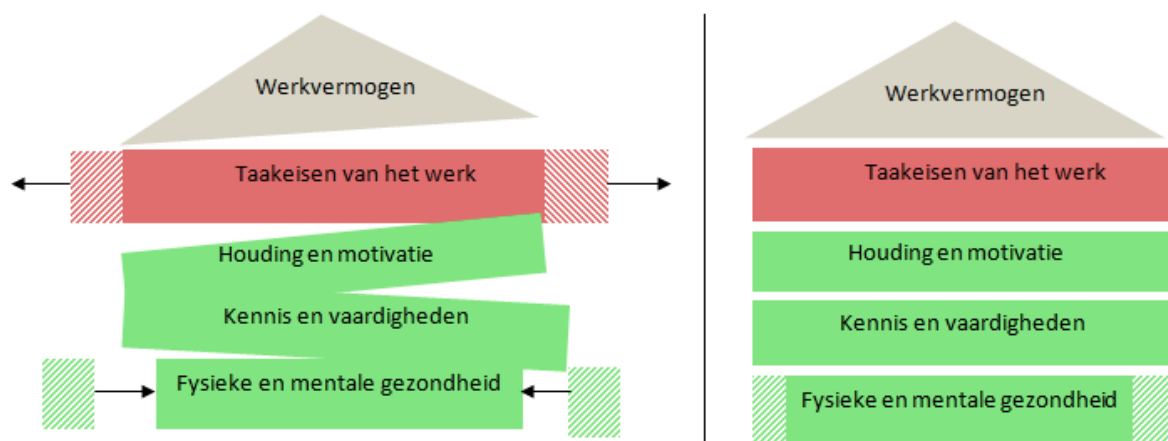 Werkvermogen
Taakeisen van het werk
Houding en motivatie
Kennis en vaardigheden
Fysieke en mentale gezondheid
Werkvermogen
Taakeisen van het werk
Houding en motivatie
Kennis en vaardigheden
Fysieke en mentale gezondheid